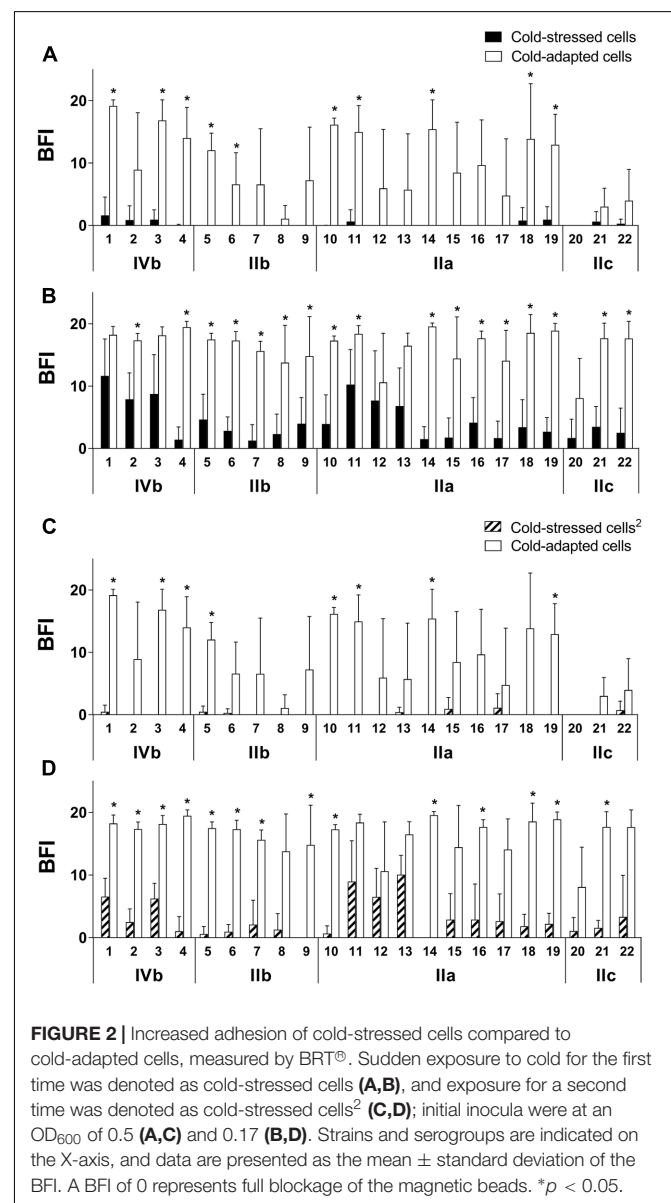 Cold-stressed cells
Cold-adapted cells
A
BFI
20
10
0
* * * * * * * * * *
1 2 3 4 5 6 7 8 9 10 11 12 13 14 15 16 17 18 19 20 21 22
IVb IIb IIa IIc
B
BFI
20
10
0
* * * * * * * * * * * * * * * * *
1 2 3 4 5 6 7 8 9 10 11 12 13 14 15 16 17 18 19 20 21 22
IVb IIb IIa IIc
Cold-stressed cells²
Cold-adapted cells
C
BFI
20
10
0
* * * * * * * *
1 2 3 4 5 6 7 8 9 10 11 12 13 14 15 16 17 18 19 20 21 22
IVb IIb IIa IIc
D
BFI
20
10
0
* * * * * * * * * * * * * *
1 2 3 4 5 6 7 8 9 10 11 12 13 14 15 16 17 18 19 20 21 22
IVb IIb IIa IIc
FIGURE 2 | Increased adhesion of cold-stressed cells compared to
cold-adapted cells, measured by BRT®. Sudden exposure to cold for the first
time was denoted as cold-stressed cells (A,B), and exposure for a second
time was denoted as cold-stressed cells² (C,D); initial inocula were at an
OD₆₀₀ of 0.5 (A,C) and 0.17 (B,D). Strains and serogroups are indicated on
the X-axis, and data are presented as the mean ± standard deviation of the
BFI. A BFI of 0 represents full blockage of the magnetic beads. *p < 0.05.